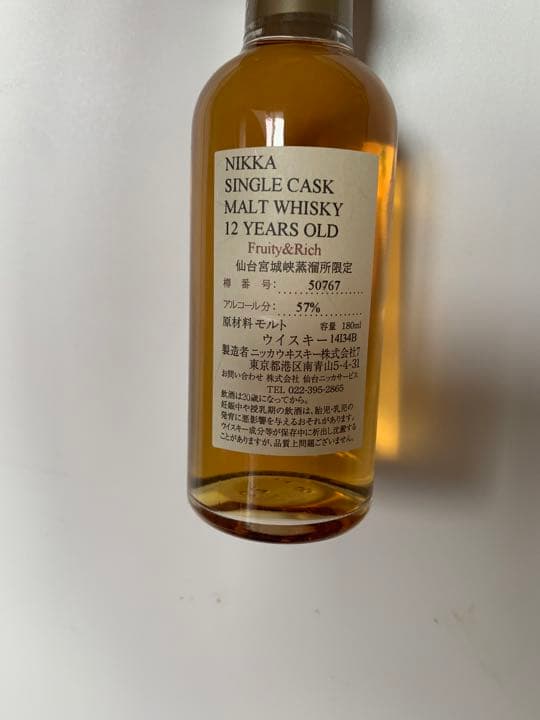 NIKKA
SINGLE CASK
MALT WHISKY
12 YEARS OLD
Fruity&Rich
仙台宮城峡蒸溜所限定
樽番号: 50767
アルコール分: 57%
原材料モルト 容量 180ml
ウイスキー 14I34B
製造者ニッカウヰスキー株式会社7
東京都港区南青山5-4-31
お問い合わせ 株式会社 仙台ニッカサービス
TEL 022-395-2865
飲酒は20歳になってから。
妊娠中や授乳期の飲酒は、胎児・乳児の
発育に悪影響を与えるおそれがあります。
ウイスキー成分等が保存中に析出し沈澱する
ことがありますが、品質上問題ございません。